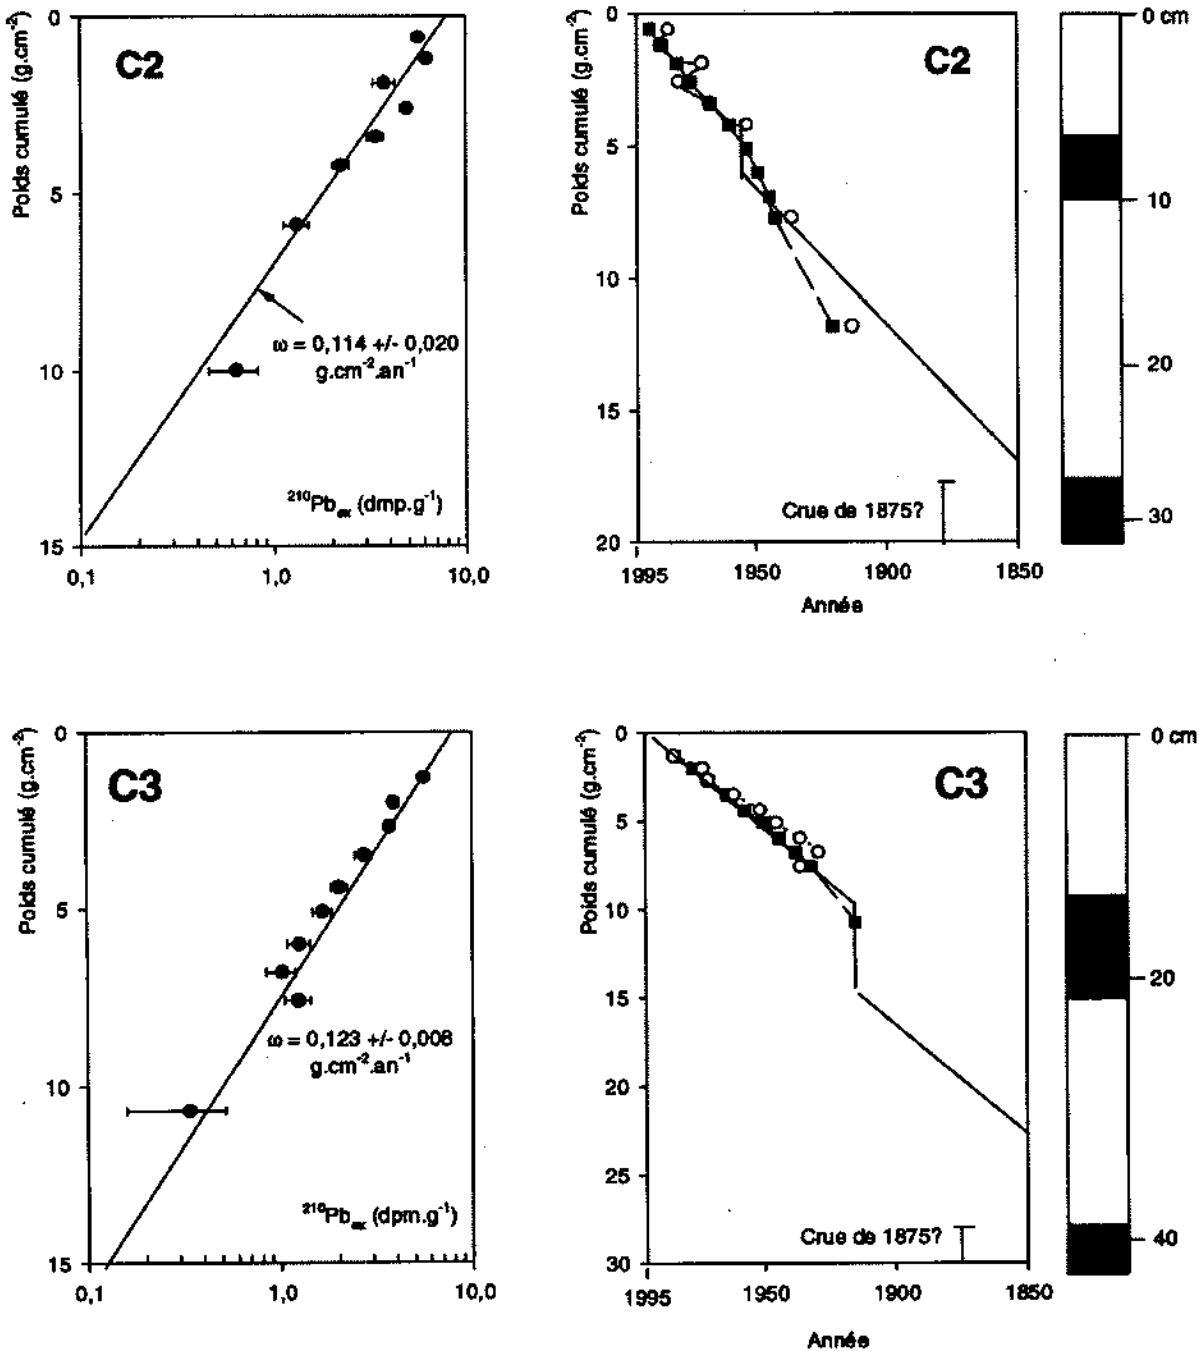 Poids cumulé (g.cm⁻²)
0
5
10
15
C2
ω = 0,114 +/- 0,020
g.cm⁻².an⁻¹
²¹⁰Pbex (dmp.g⁻¹)
0,1
1,0
10,0
Poids cumulé (g.cm⁻²)
0
5
10
15
20
C2
Crue de 1875?
1995
1950
1900
1850
Année
0 cm
10
20
30
Poids cumulé (g.cm⁻²)
0
5
10
15
C3
ω = 0,123 +/- 0,008
g.cm⁻².an⁻¹
²¹⁰Pbex (dpm.g⁻¹)
0,1
1,0
10,0
Poids cumulé (g.cm⁻²)
0
5
10
15
20
25
30
C3
Crue de 1875?
1995
1950
1900
1850
Année
0 cm
20
40